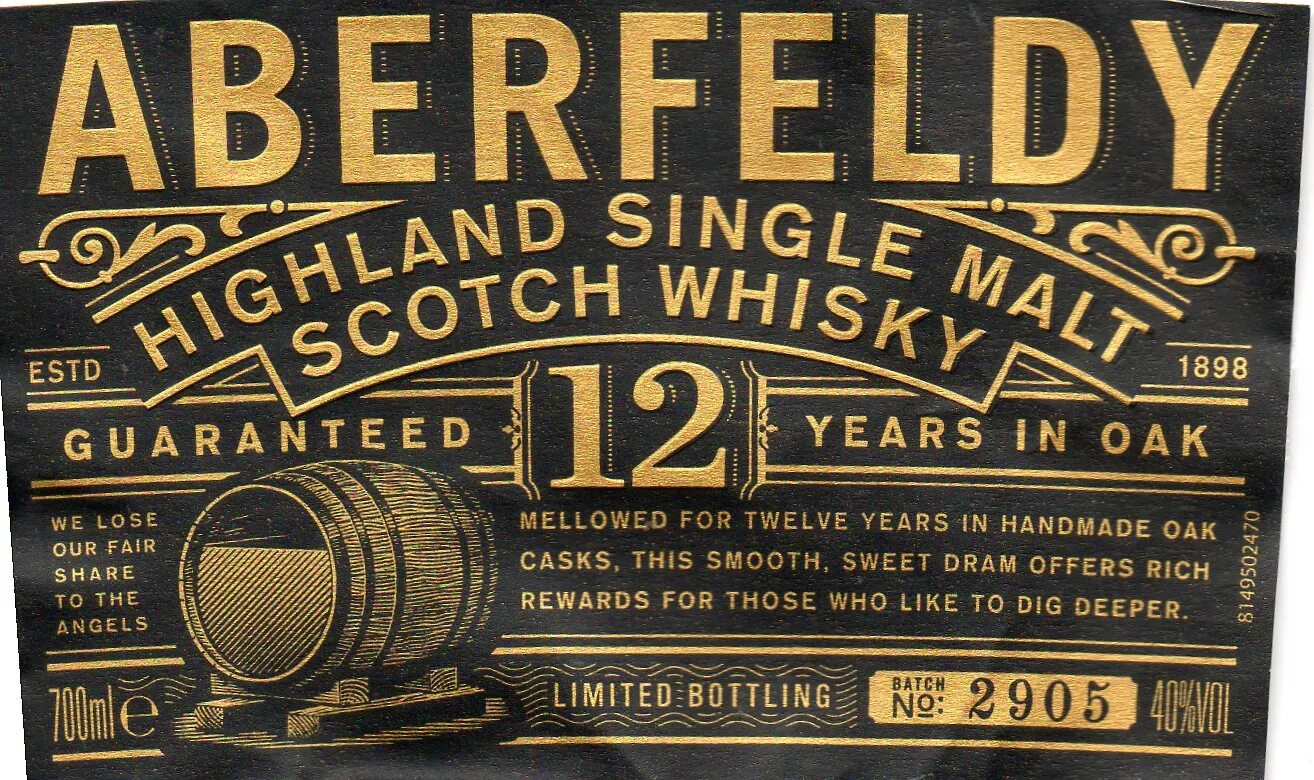 ABERFELDY
HIGHLAND SINGLE MALT
SCOTCH WHISKY
ESTD
1898
GUARANTEED 12 YEARS IN OAK
WE LOSE
OUR FAIR
SHARE
TO THE
ANGELS
MELLOWED FOR TWELVE YEARS IN HANDMADE OAK
CASKS, THIS SMOOTH, SWEET DRAM OFFERS RICH
REWARDS FOR THOSE WHO LIKE TO DIG DEEPER.
8149502470
700ml e
LIMITED BOTTLING
BATCH
No: 2905
40%VOL